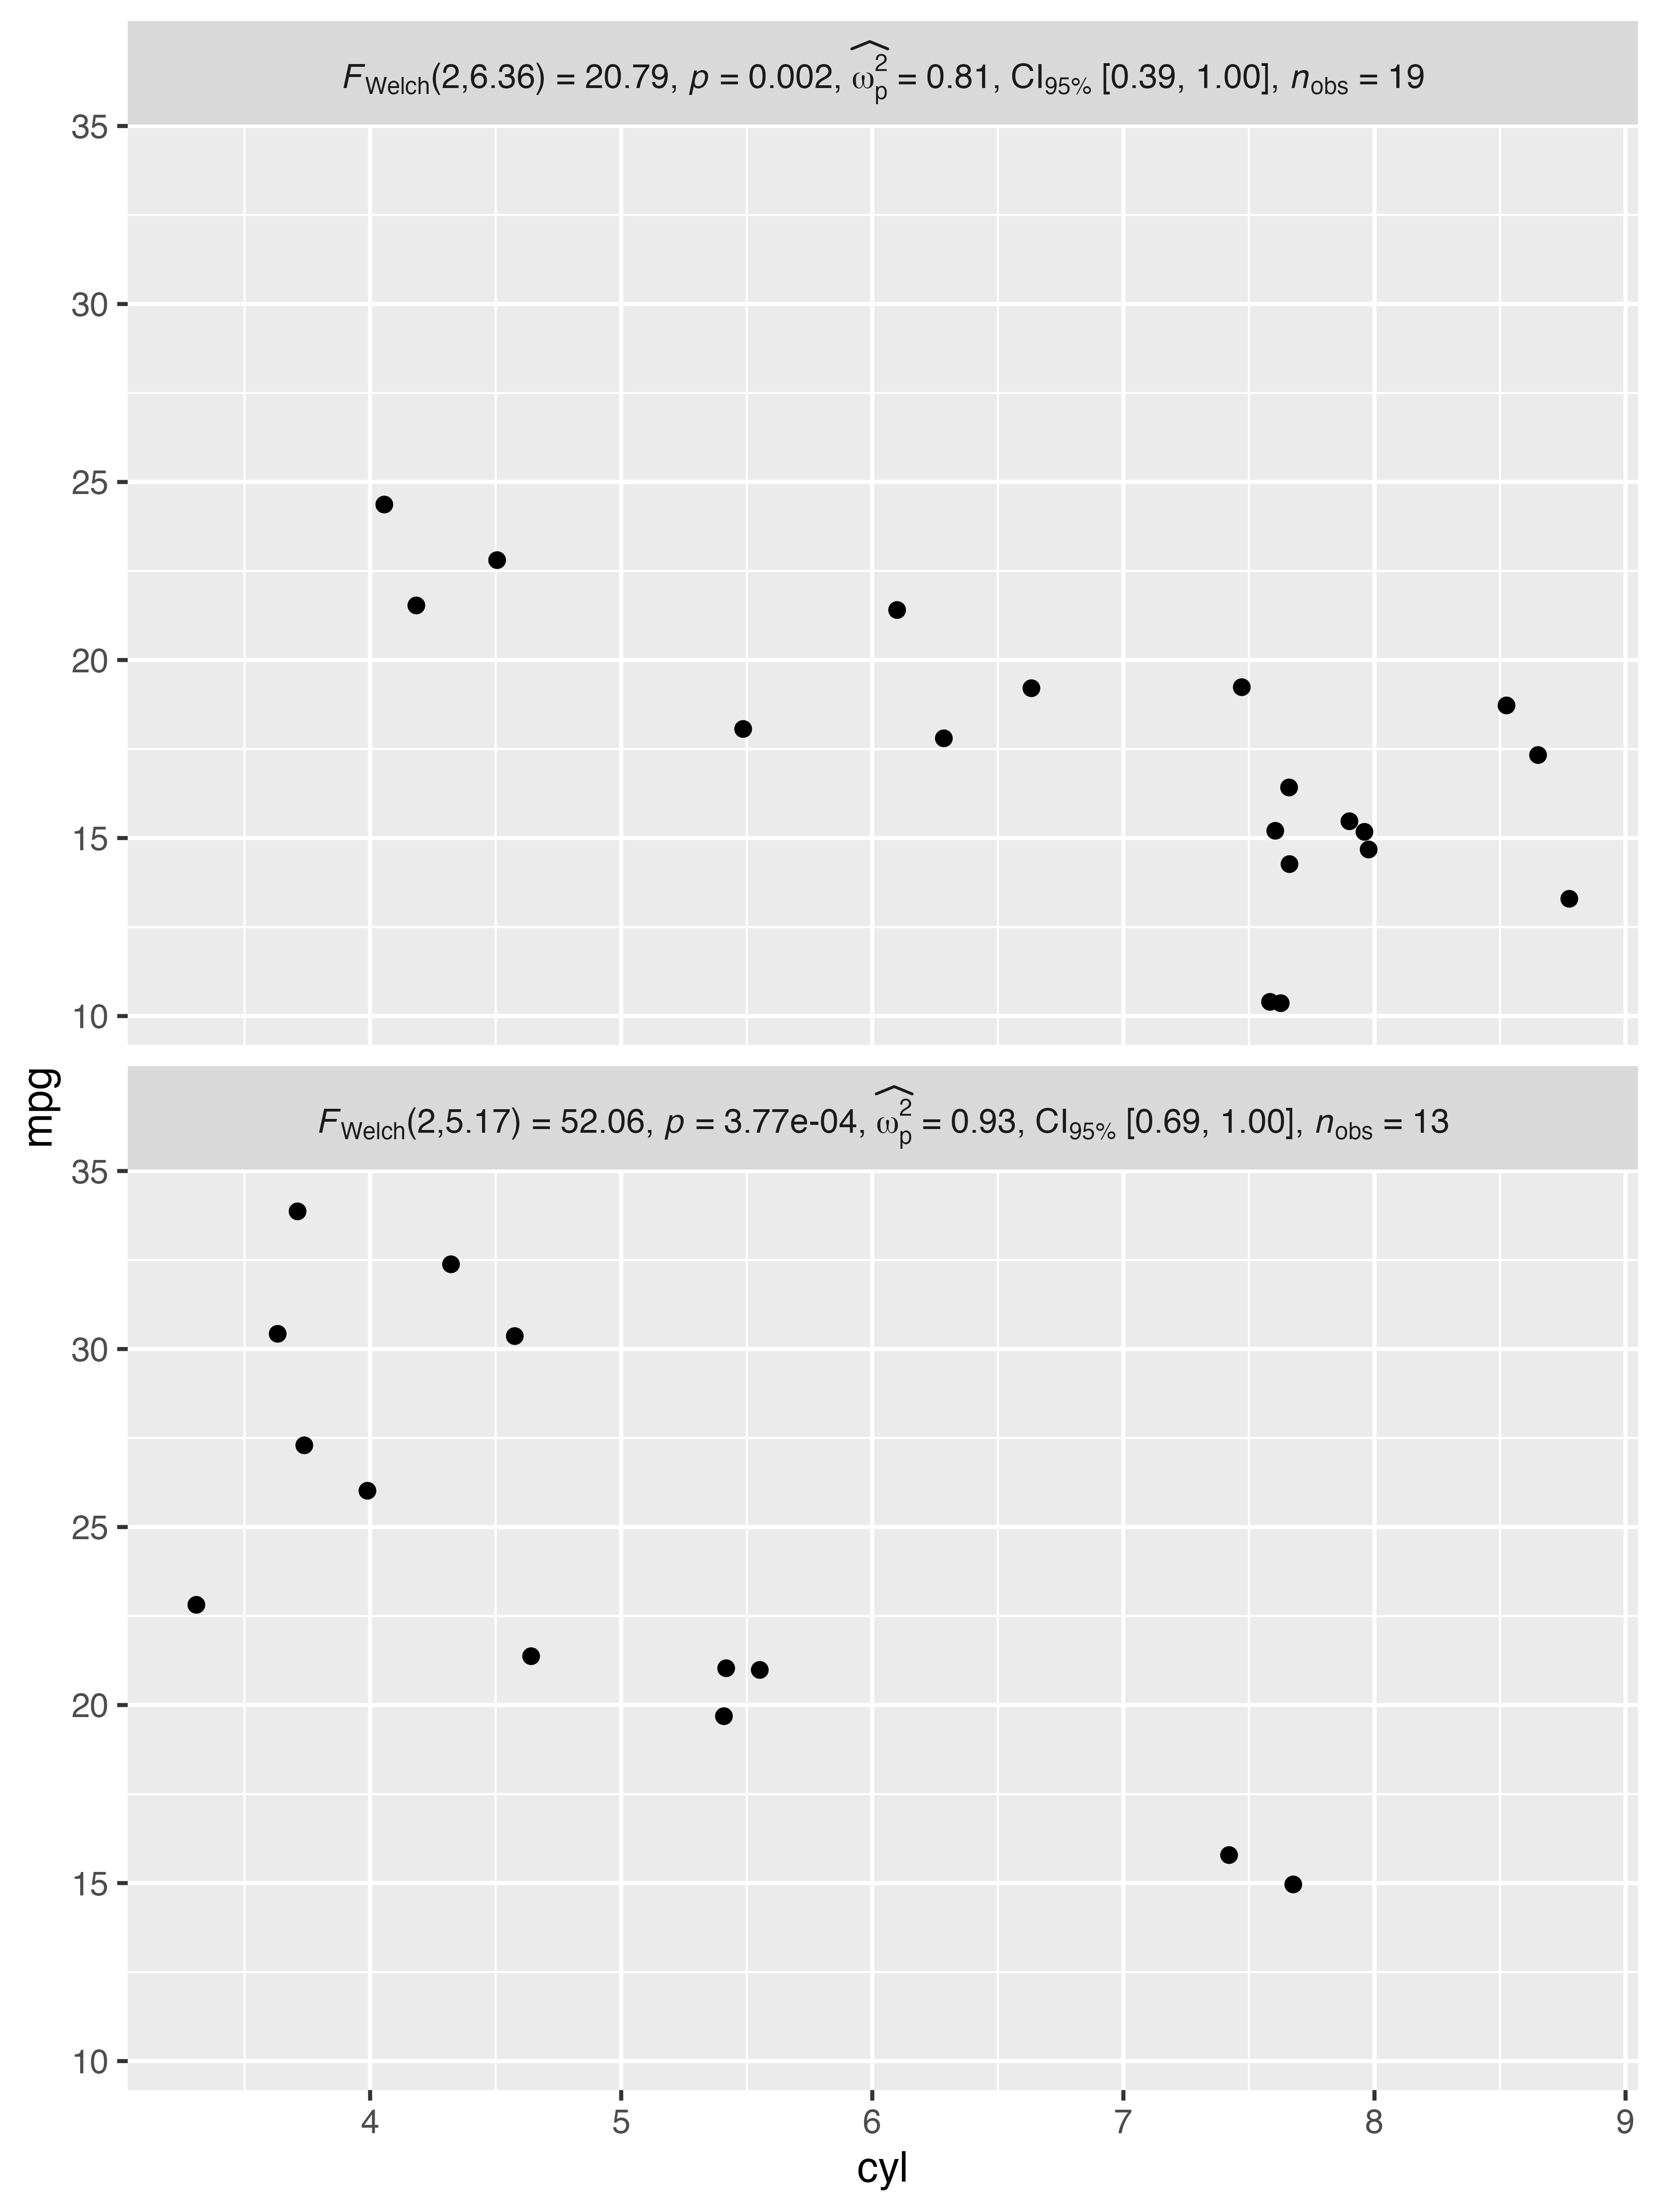 F_Welch(2,6.36) = 20.79, p = 0.002, ω̂²_p = 0.81, CI_95% [0.39, 1.00], n_obs = 19
35
30
25
20
15
10
mpg
F_Welch(2,5.17) = 52.06, p = 3.77e-04, ω̂²_p = 0.93, CI_95% [0.69, 1.00], n_obs = 13
35
30
25
20
15
10
4 5 6 7 8 9
cyl